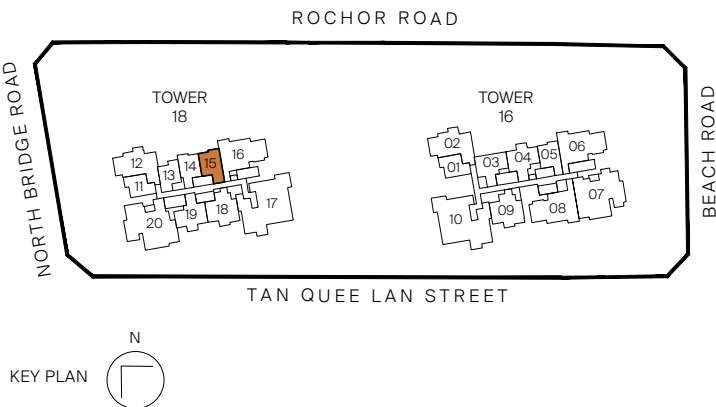 ROCHOR ROAD
NORTH BRIDGE ROAD
BEACH ROAD
TOWER
18
TOWER
16
12
11
13
14
15
16
20
19
18
17
02
01
03
04
05
06
10
09
08
07
TAN QUEE LAN STREET
N
KEY PLAN